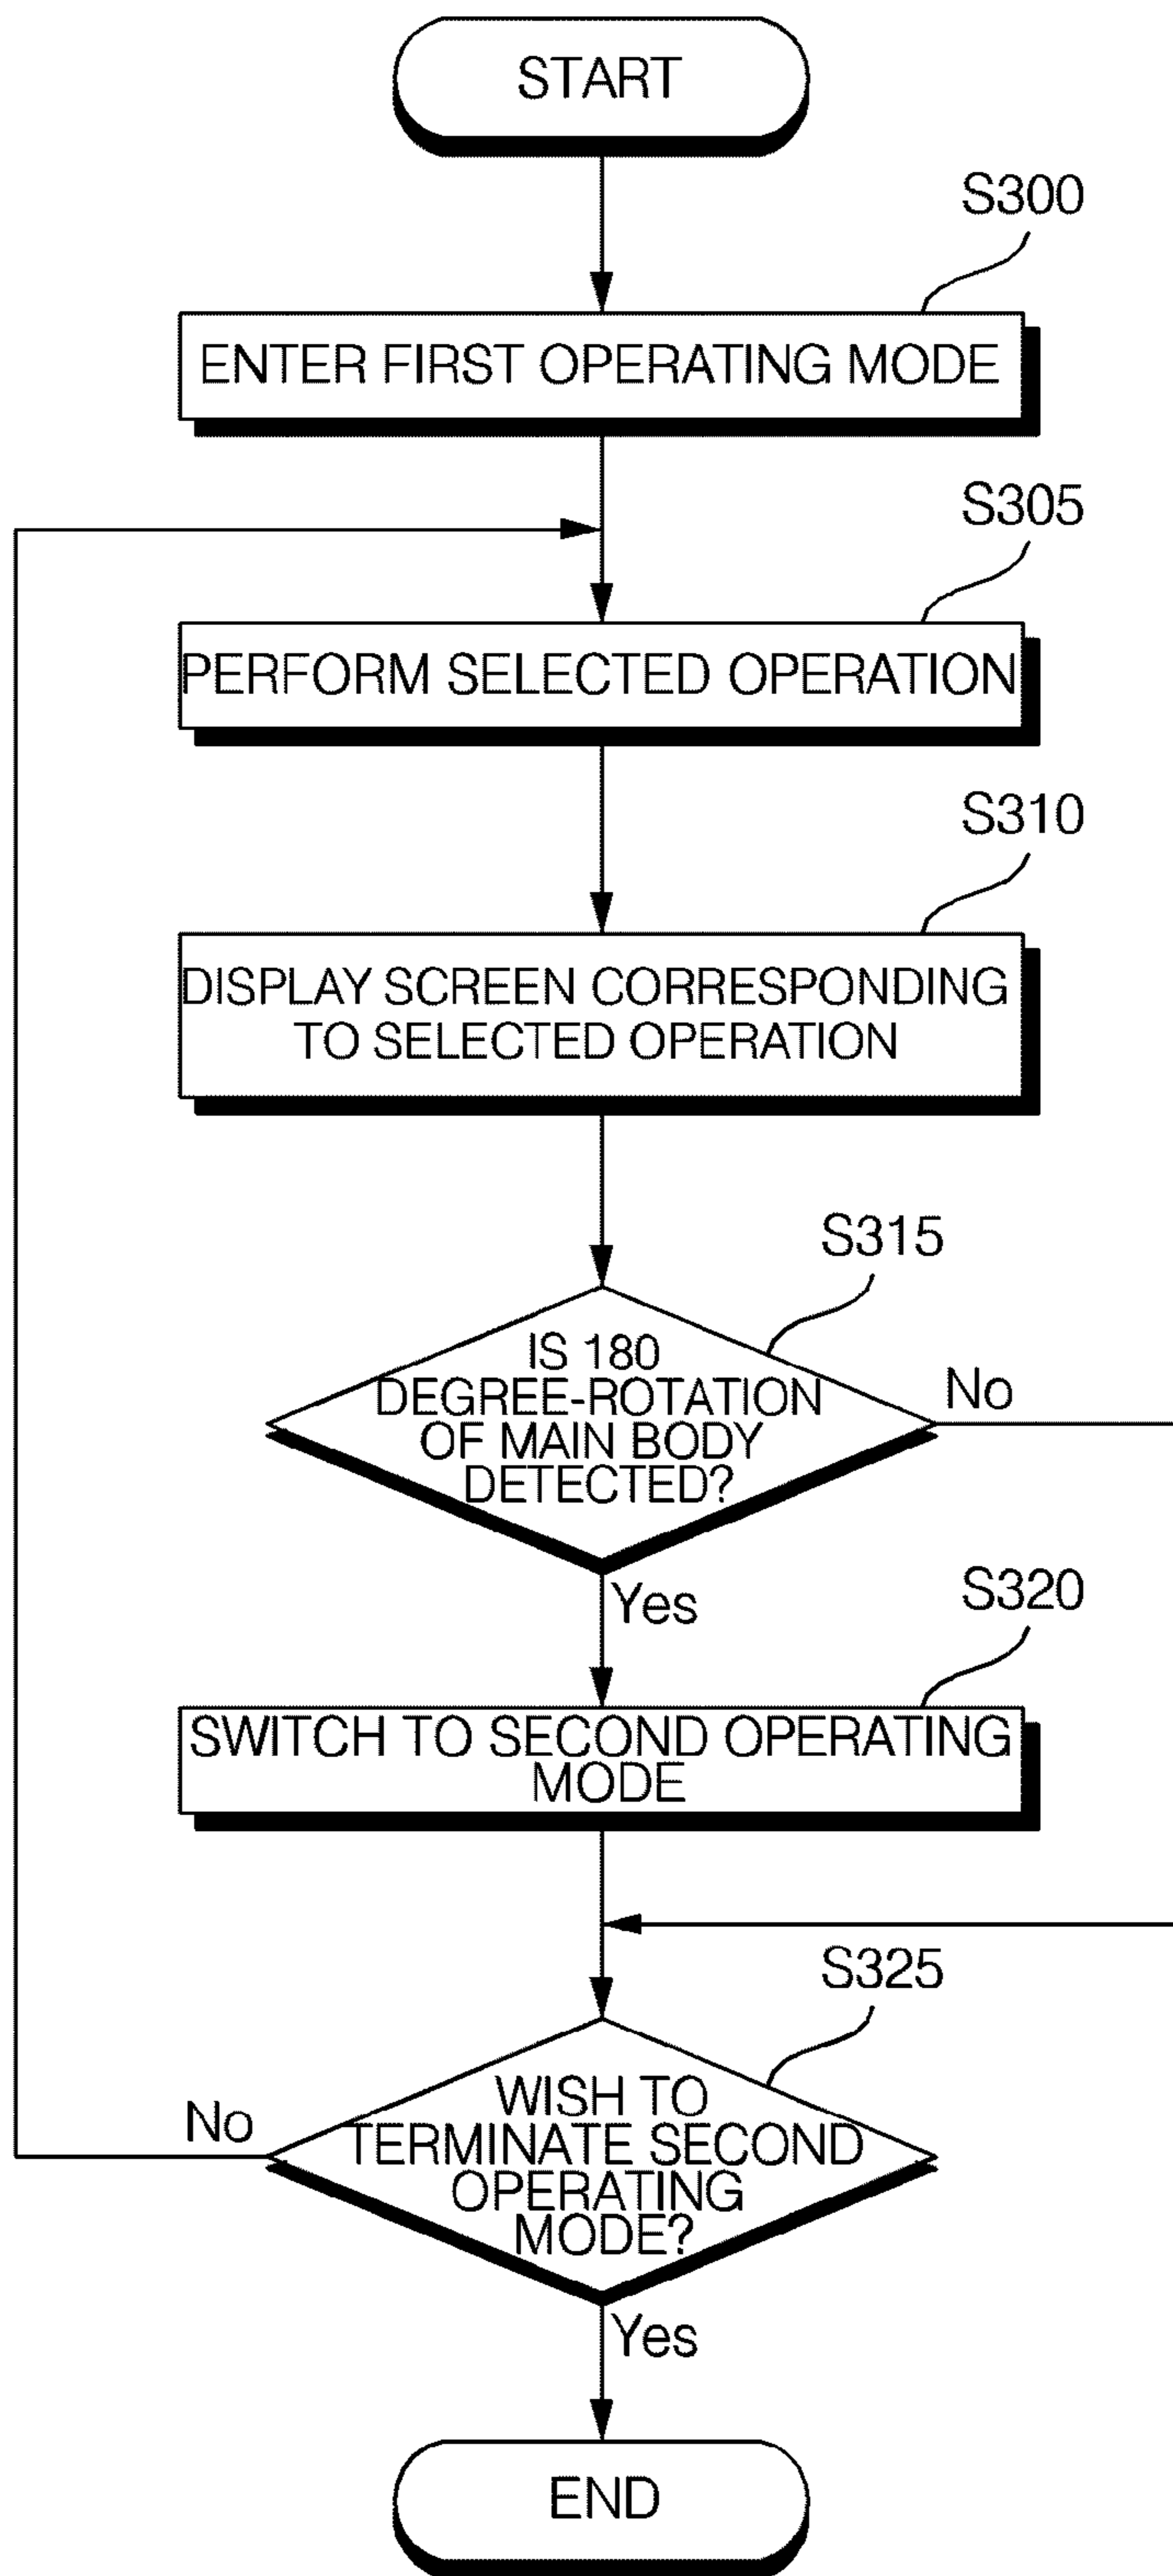 START
S300
ENTER FIRST OPERATING MODE
S305
PERFORM SELECTED OPERATION
S310
DISPLAY SCREEN CORRESPONDING
TO SELECTED OPERATION
S315
IS 180
DEGREE-ROTATION
OF MAIN BODY
DETECTED?
No
Yes
S320
SWITCH TO SECOND OPERATING
MODE
S325
WISH TO
TERMINATE SECOND
OPERATING
MODE?
No
Yes
END